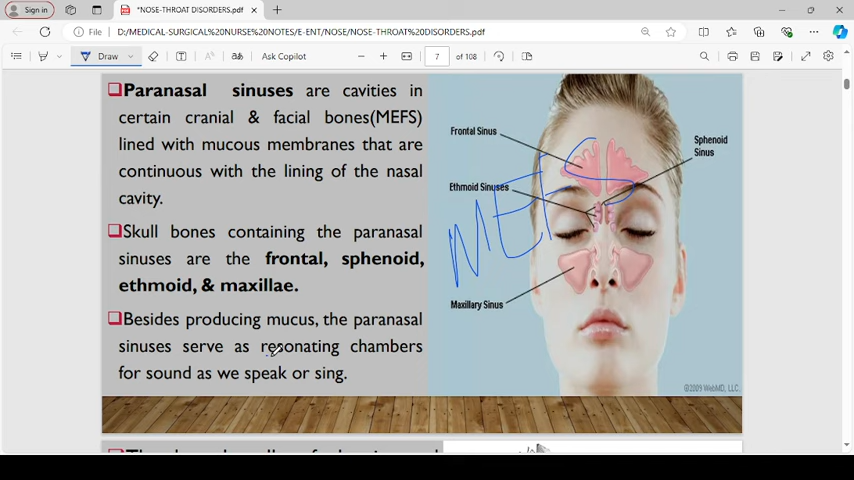 Sign in
*NOSE-THROAT DISORDERS.pdf
File
D:/MEDICAL-SURGICAL%20NURSE%20NOTES/E-ENT/NOSE/NOSE-THROAT%20DISORDERS.pdf
Draw
Ask Copilot
7
of 108
Paranasal sinuses are cavities in
certain cranial & facial bones(MEFS)
lined with mucous membranes that are
continuous with the lining of the nasal
cavity.
Skull bones containing the paranasal
sinuses are the frontal, sphenoid,
ethmoid, & maxillae.
Besides producing mucus, the paranasal
sinuses serve as resonating chambers
for sound as we speak or sing.
Frontal Sinus
Sphenoid
Sinus
Ethmoid Sinuses
MEFS
Maxillary Sinus
©2009 WebMD, LLC.